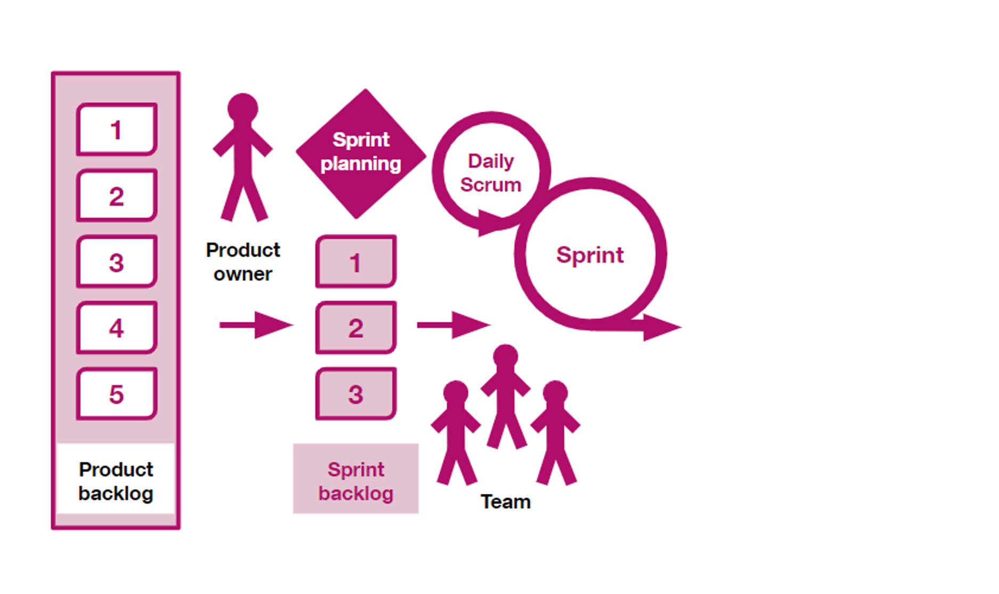 1
2
3
4
5
Product
backlog
Product
owner
Sprint
planning
1
2
3
Sprint
backlog
Daily
Scrum
Sprint
Team